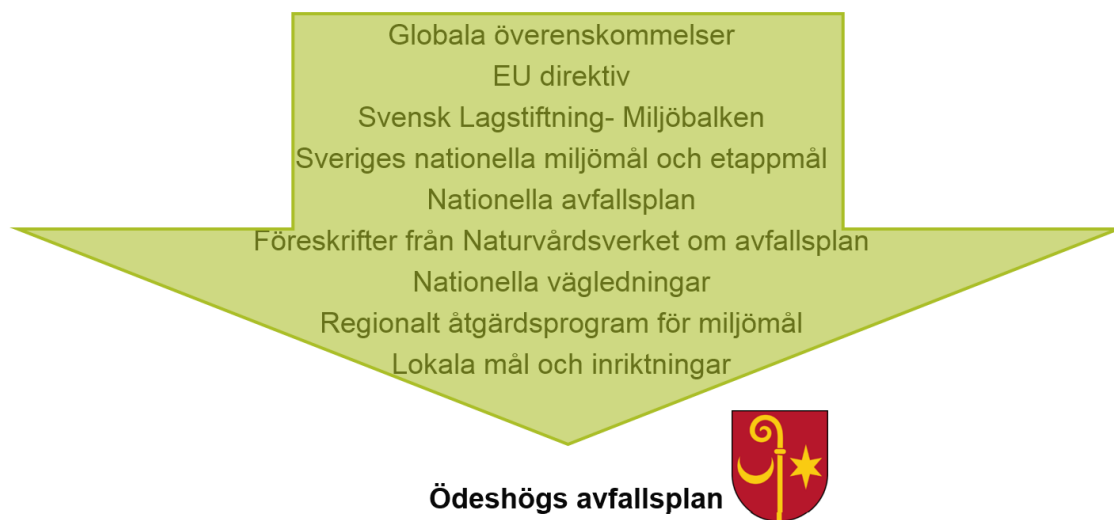 Globala överenskommelser
EU direktiv
Svensk Lagstiftning- Miljöbalken
Sveriges nationella miljömål och etappmål
Nationella avfallsplan
Föreskrifter från Naturvårdsverket om avfallsplan
Nationella vägledningar
Regionalt åtgärdsprogram för miljömål
Lokala mål och inriktningar
Ödeshögs avfallsplan